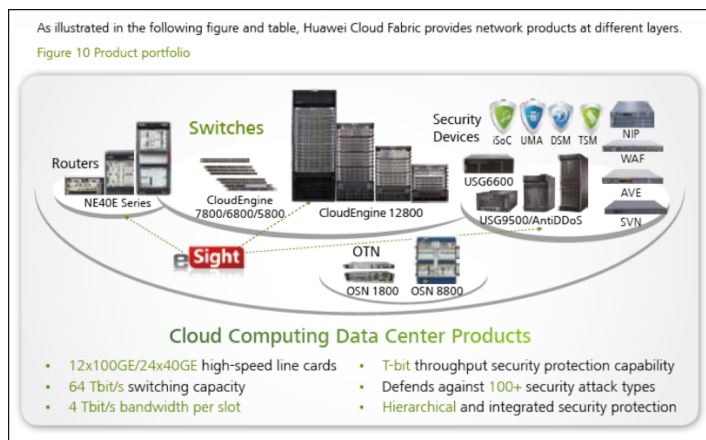 As illustrated in the following figure and table, Huawei Cloud Fabric provides network products at different layers.
Figure 10 Product portfolio
Routers
NE40E Series
Switches
CloudEngine
7800/6800/5800
CloudEngine 12800
Security
Devices
iSoC UMA DSM TSM
NIP
WAF
AVE
SVN
USG6600
USG9500/AntiDDoS
eSight
OTN
OSN 1800
OSN 8800
Cloud Computing Data Center Products
• 12x100GE/24x40GE high-speed line cards
• 64 Tbit/s switching capacity
• 4 Tbit/s bandwidth per slot
• T-bit throughput security protection capability
• Defends against 100+ security attack types
• Hierarchical and integrated security protection